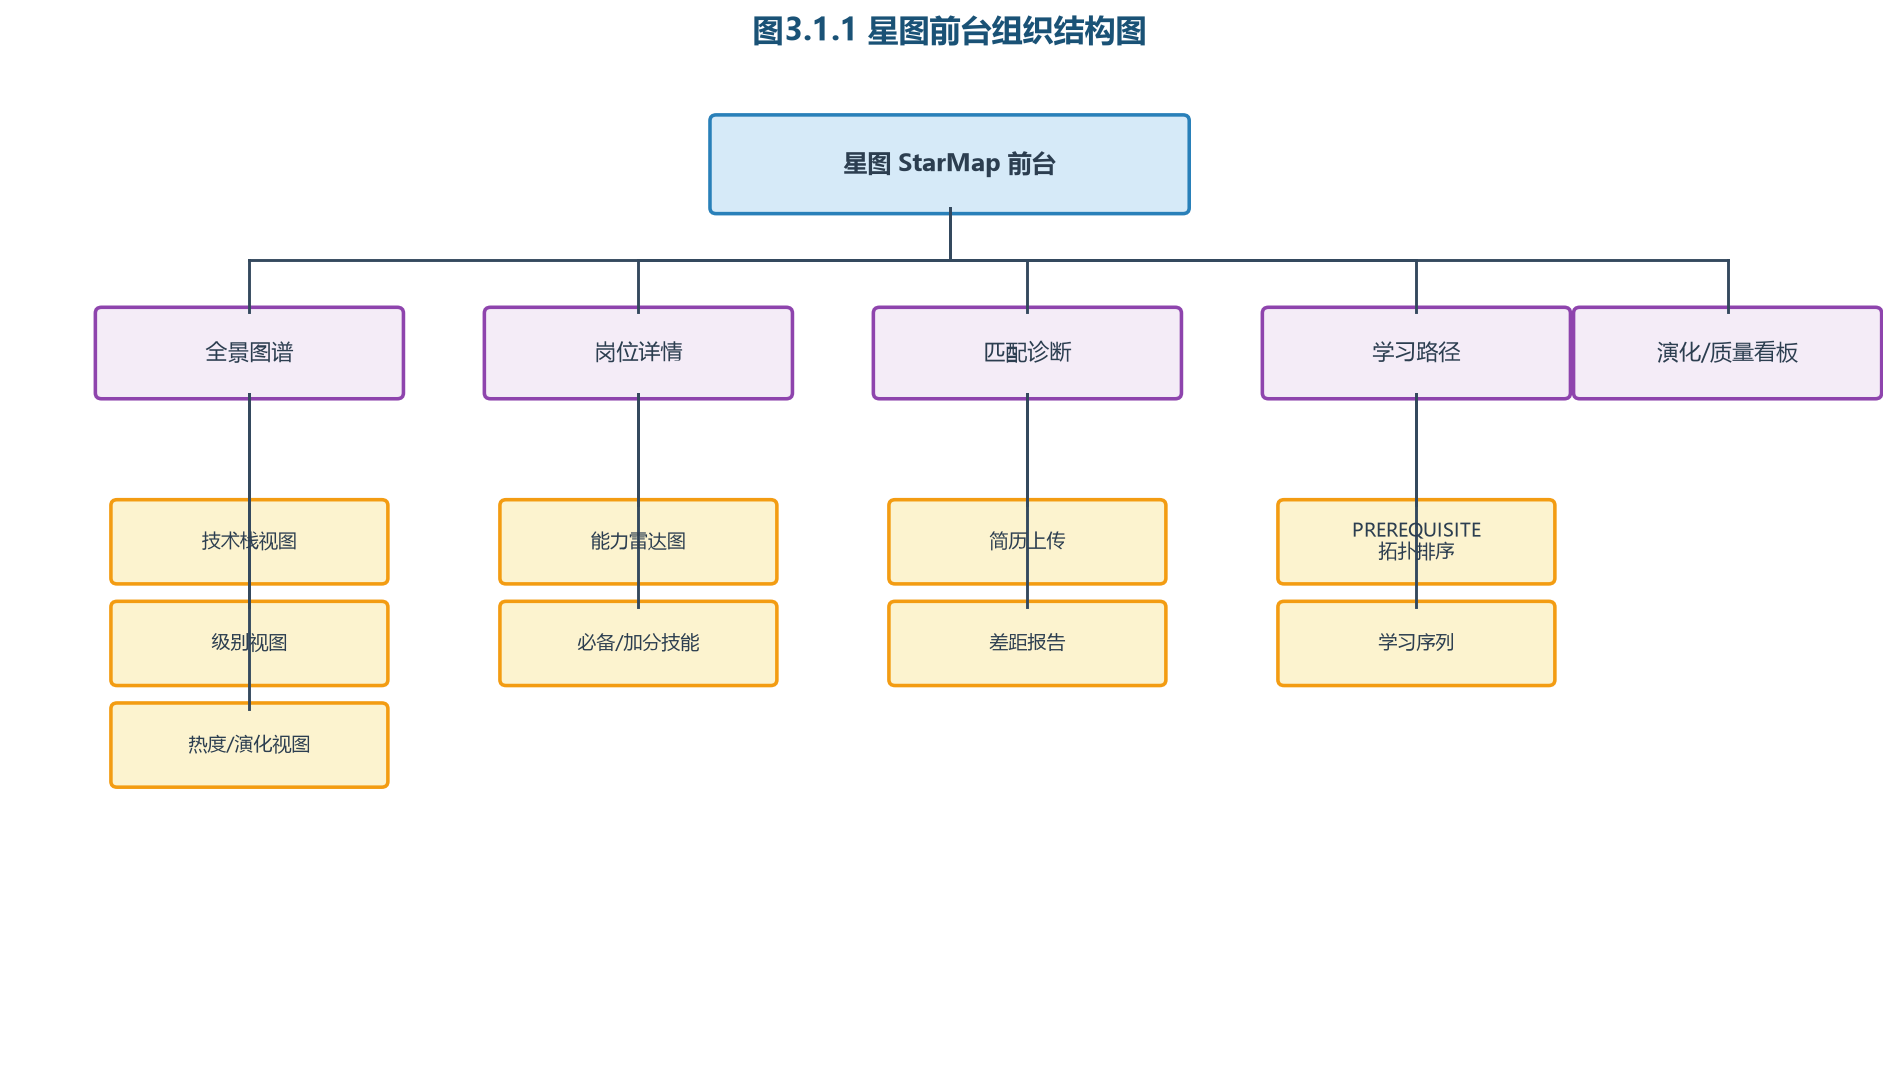 图3.1.1 星图前台组织结构图
星图 StarMap 前台
全景图谱
岗位详情
匹配诊断
学习路径
演化/质量看板
技术栈视图
能力雷达图
简历上传
PREREQUISITE
拓扑排序
级别视图
必备/加分技能
差距报告
学习序列
热度/演化视图